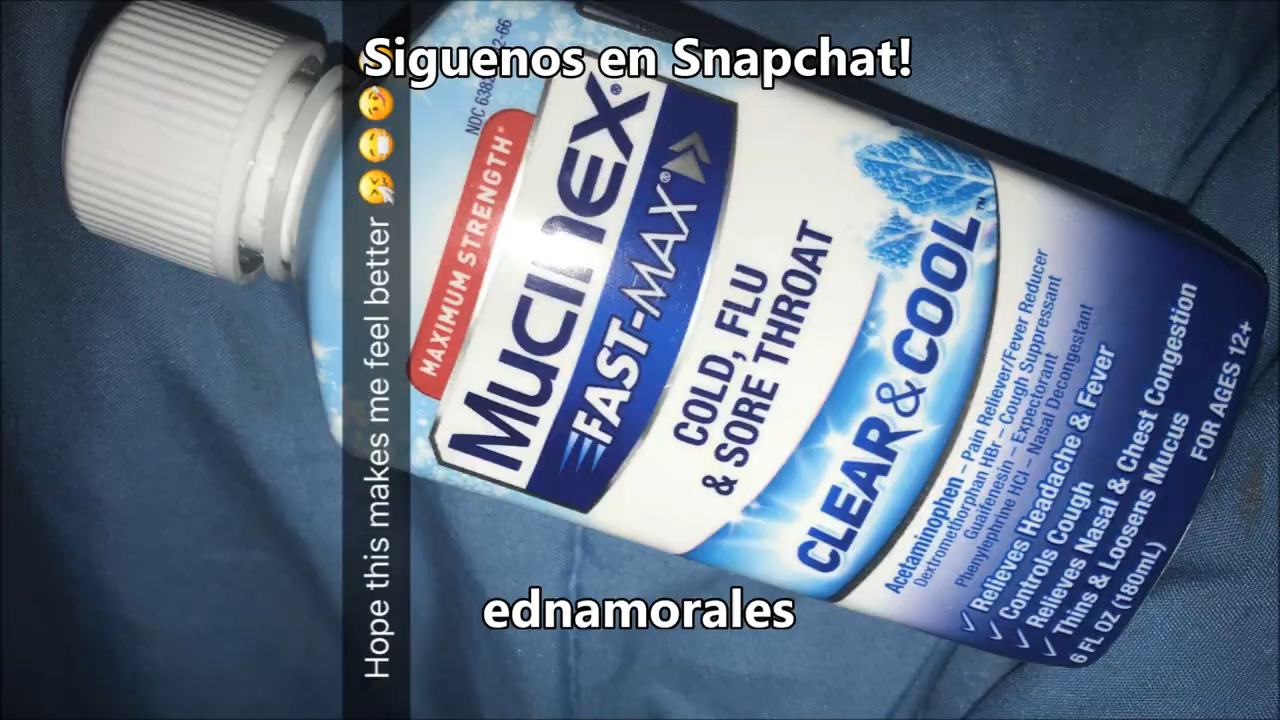 Siguenos en Snapchat!
Hope this makes me feel better 🤧😷🤒
MAXIMUM STRENGTH*
Mucinex®
FAST-MAX®
COLD, FLU
& SORE THROAT
CLEAR & COOL™
Acetaminophen – Pain Reliever/Fever Reducer
Dextromethorphan HBr – Cough Suppressant
Guaifenesin – Expectorant
Phenylephrine HCl – Nasal Decongestant
✓ Relieves Headache & Fever
✓ Controls Cough
✓ Relieves Nasal & Chest Congestion
✓ Thins & Loosens Mucus
6 FL OZ (180mL)
FOR AGES 12+
ednamorales